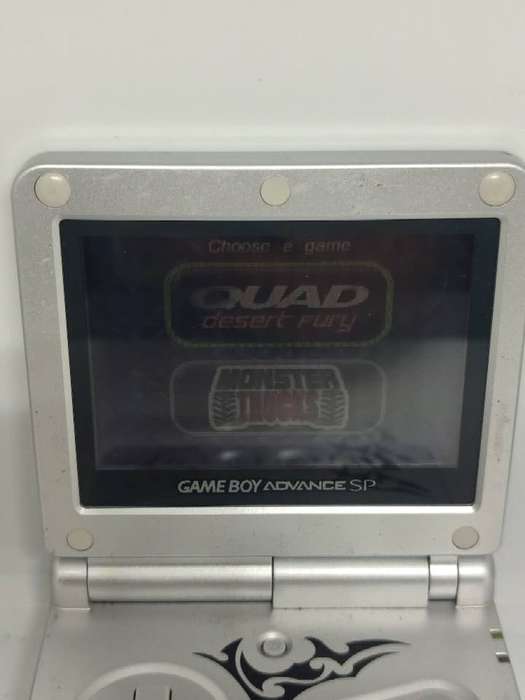 Choose a game
QUAD
desert FURY
MONSTER
TRUCKS
GAME BOY ADVANCE SP